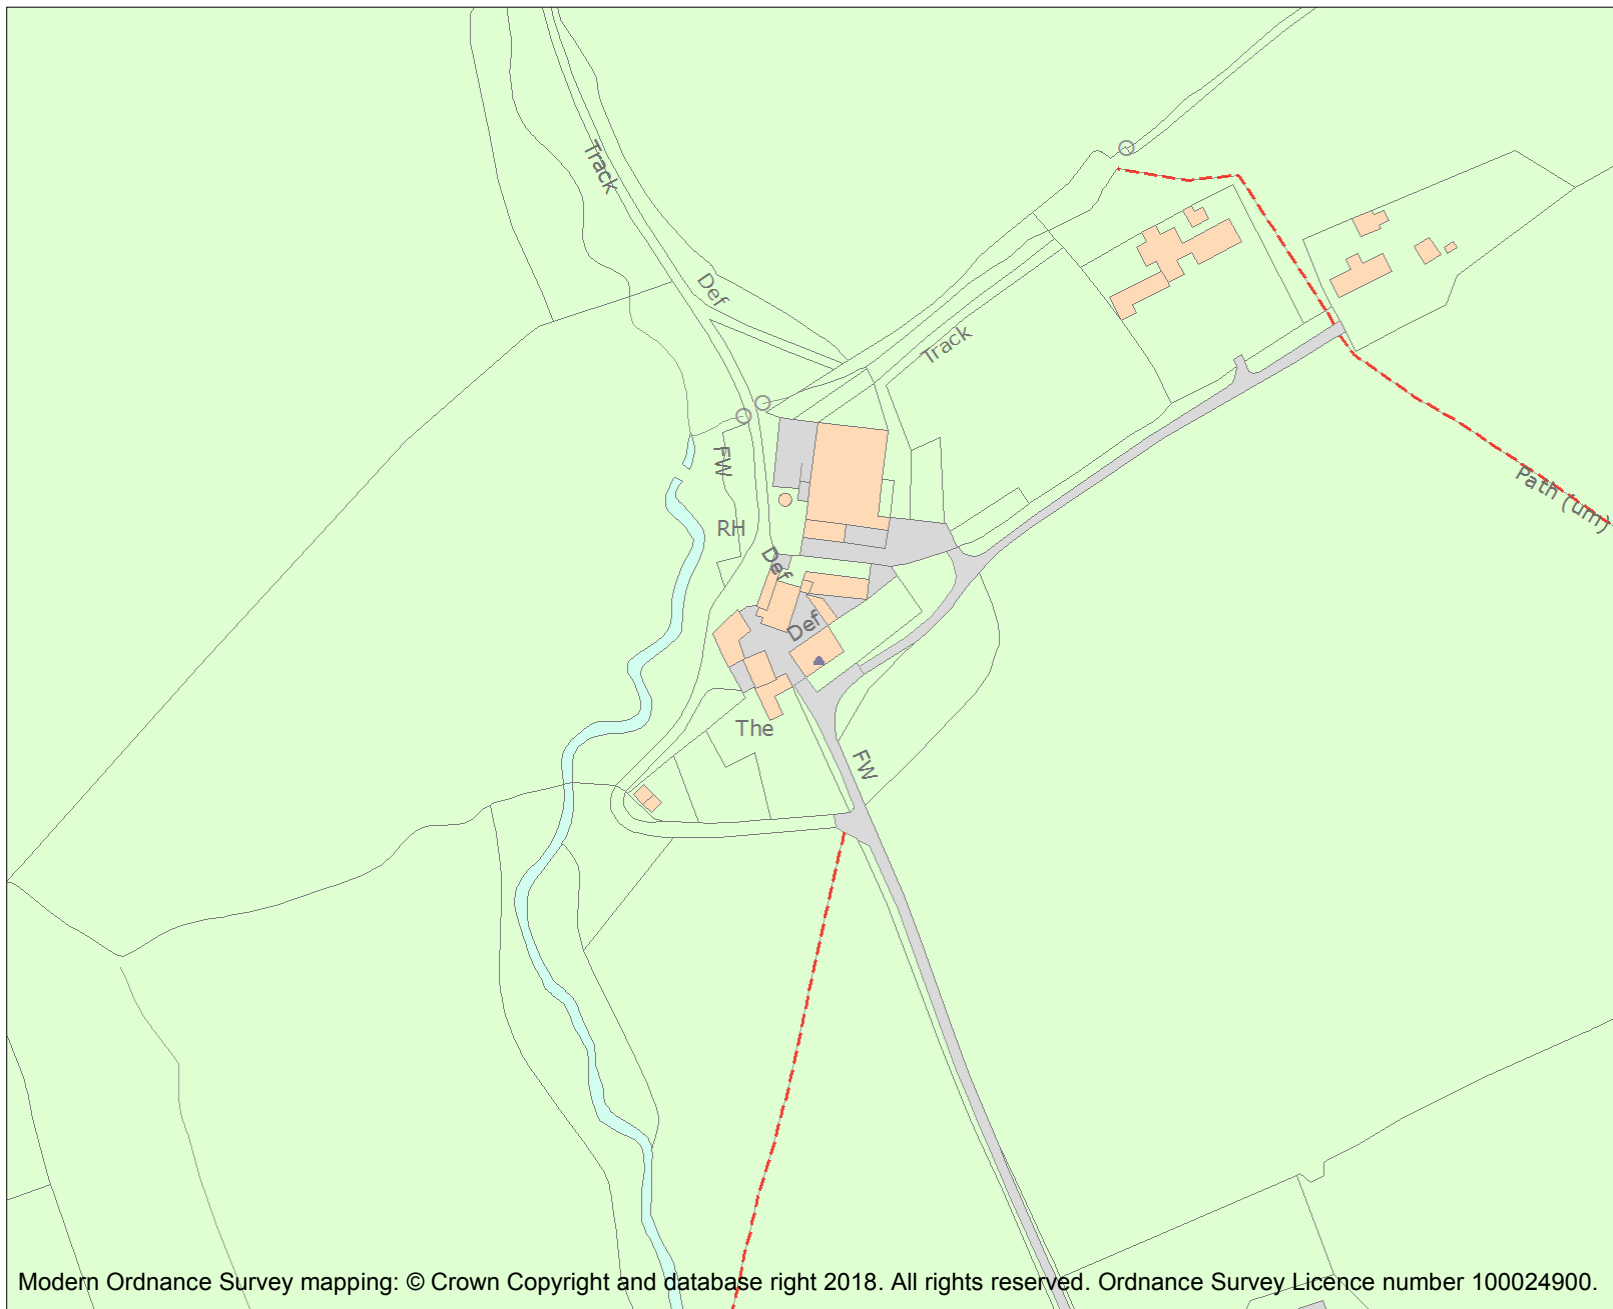 Track
Def
Track
FW
Path (um)
RH
Def
Def
The
FW
Modern Ordnance Survey mapping: © Crown Copyright and database right 2018. All rights reserved. Ordnance Survey Licence number 100024900.